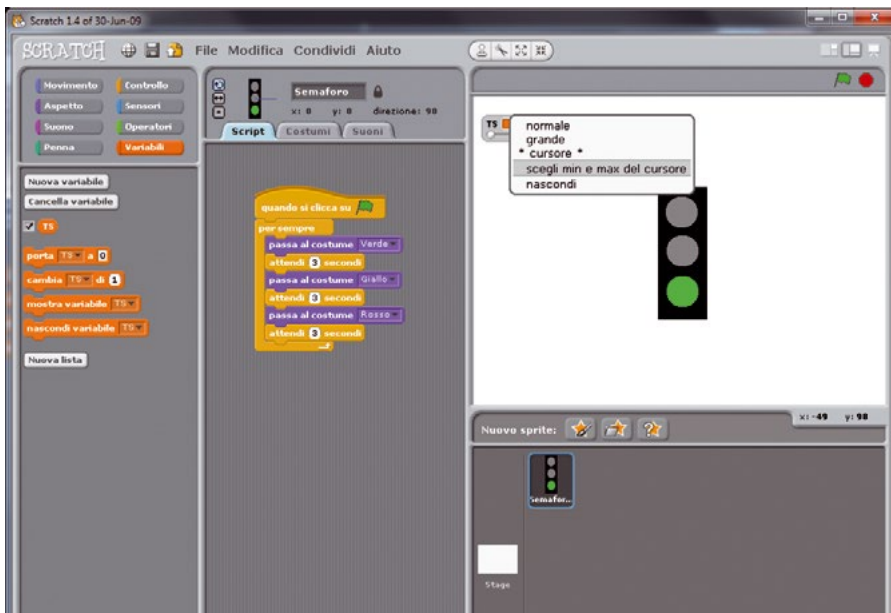 Scratch 1.4 of 30-Jun-09
SCRATCH File Modifica Condividi Aiuto
Movimento Controllo
Aspetto Sensori
Suono Operatori
Penna Variabili
Nuova variabile
Cancella variabile
TS
porta TS a 0
cambia TS di 1
mostra variabile TS
nascondi variabile TS
Nuova lista
Semaforo
x: 0 y: 0 direzione: 90
Script Costumi Suoni
quando si clicca su
per sempre
passa al costume Verde
attendi 3 secondi
passa al costume Giallo
attendi 3 secondi
passa al costume Rosso
attendi 3 secondi
TS
normale
grande
* cursore *
scegli min e max del cursore
nascondi
x: -49 y: 98
Nuovo sprite:
Semafor...
Stage